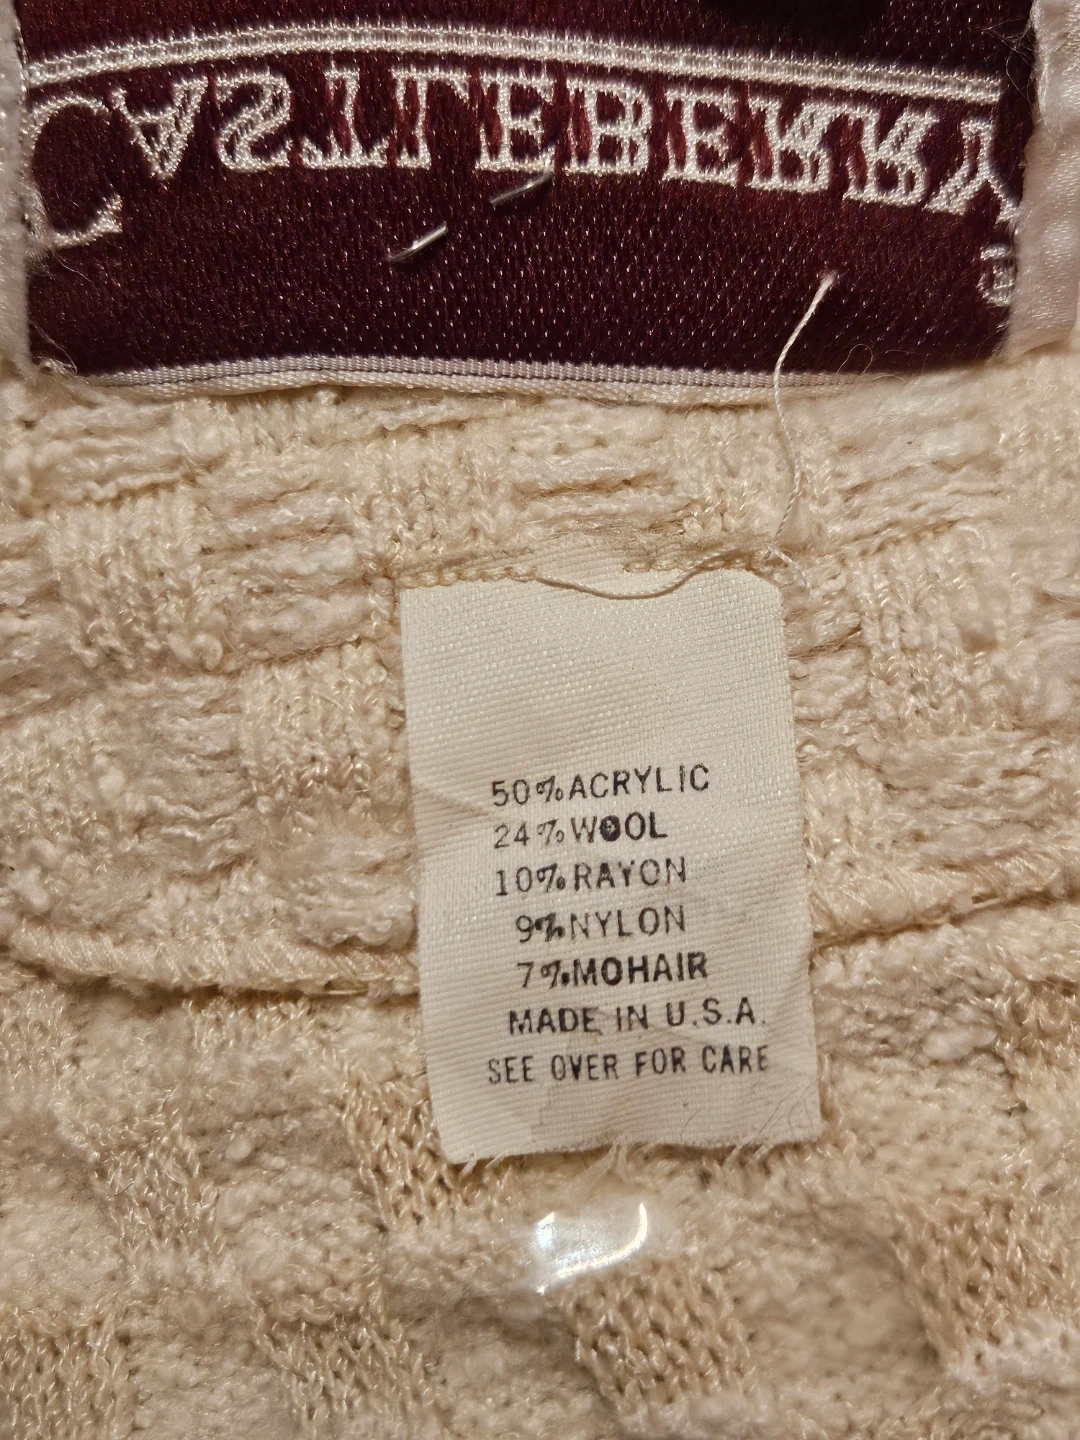 CASTLEBERRY
®
50% ACRYLIC
24% WOOL
10% RAYON
9% NYLON
7% MOHAIR
MADE IN U.S.A.
SEE OVER FOR CARE